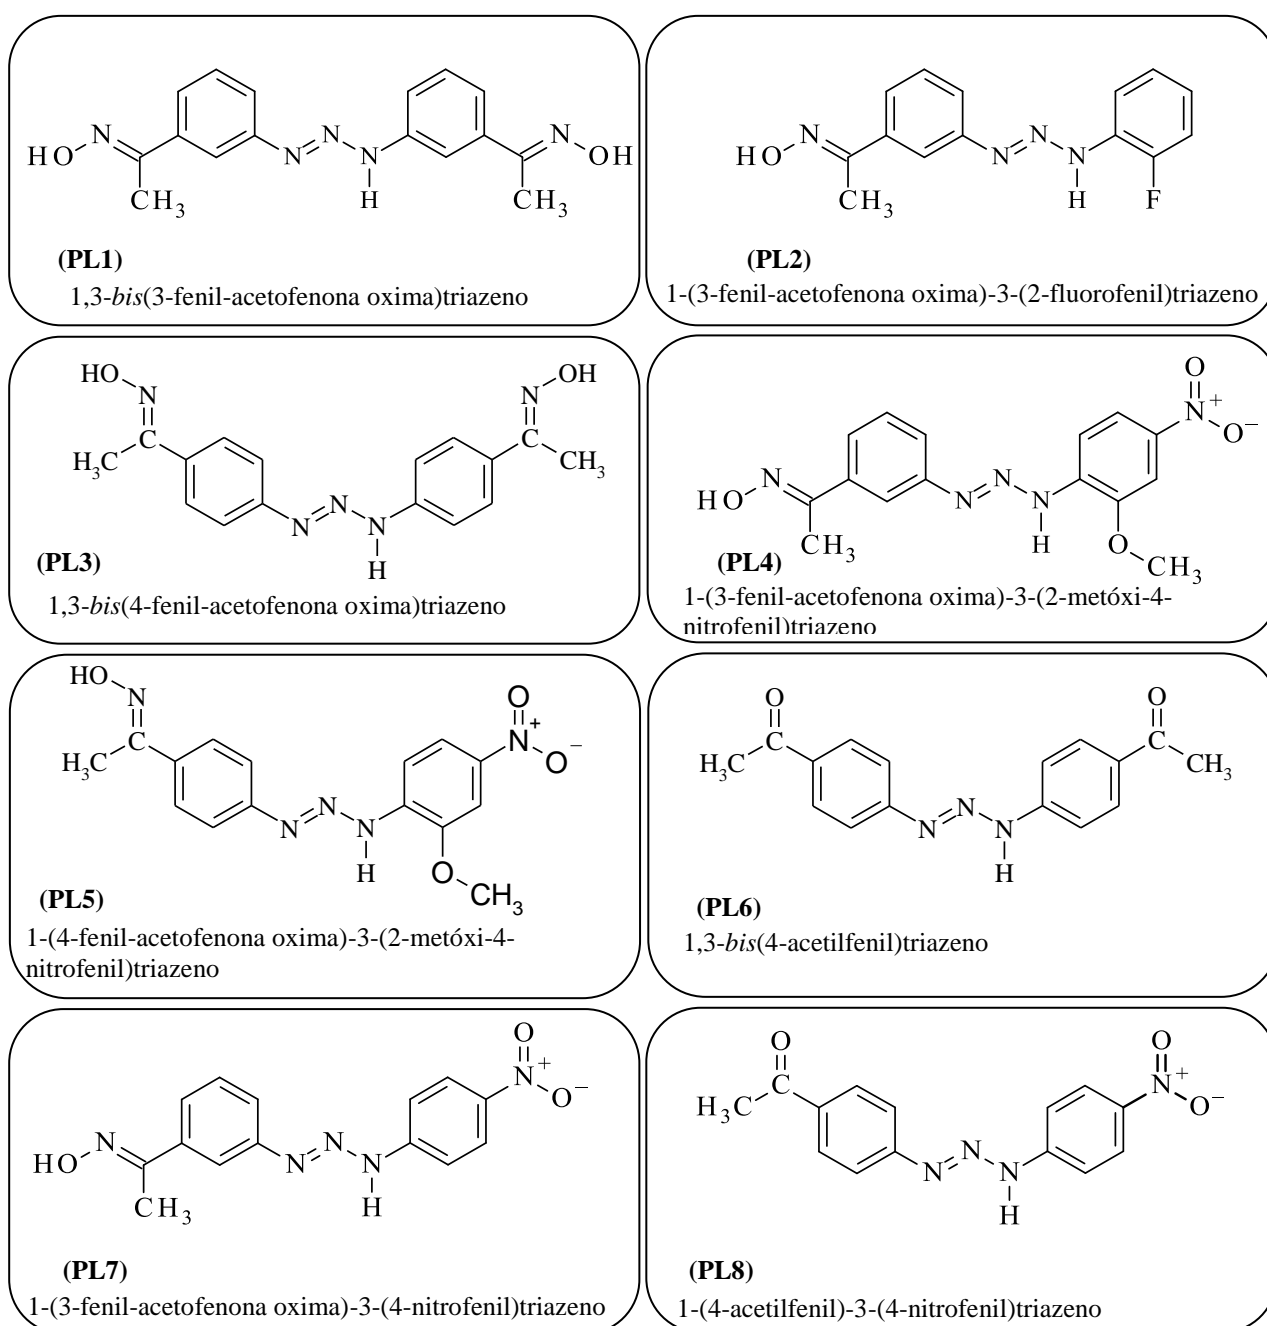 H O N CH3 N N N H CH3 N OH
(PL1)
1,3-bis(3-fenil-acetofenona oxima)triazeno
H O N CH3 N N N H F
(PL2)
1-(3-fenil-acetofenona oxima)-3-(2-fluorofenil)triazeno
HO N C H3C N N N H C CH3 N OH
(PL3)
1,3-bis(4-fenil-acetofenona oxima)triazeno
H O N CH3 N N N H O CH3 N+ O O−
(PL4)
1-(3-fenil-acetofenona oxima)-3-(2-metóxi-4-
nitrofenil)triazeno
HO N C H3C N N N H O CH3 N+ O O−
(PL5)
1-(4-fenil-acetofenona oxima)-3-(2-metóxi-4-
nitrofenil)triazeno
O C H3C N N N H C O CH3
(PL6)
1,3-bis(4-acetilfenil)triazeno
H O N CH3 N N N H N+ O O−
(PL7)
1-(3-fenil-acetofenona oxima)-3-(4-nitrofenil)triazeno
O C H3C N N N H N+ O O−
(PL8)
1-(4-acetilfenil)-3-(4-nitrofenil)triazeno